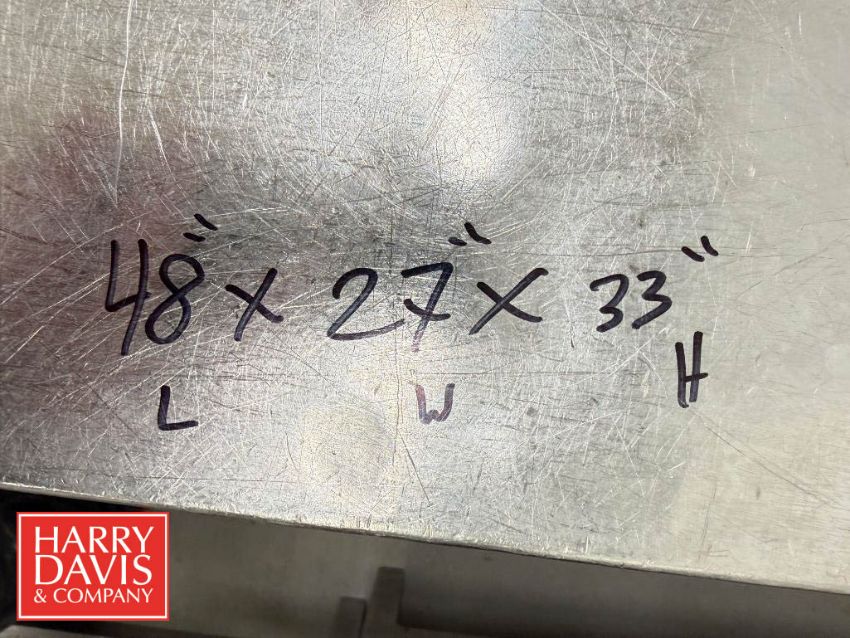 48" x 27" x 33"
L W H
HARRY
DAVIS
& COMPANY